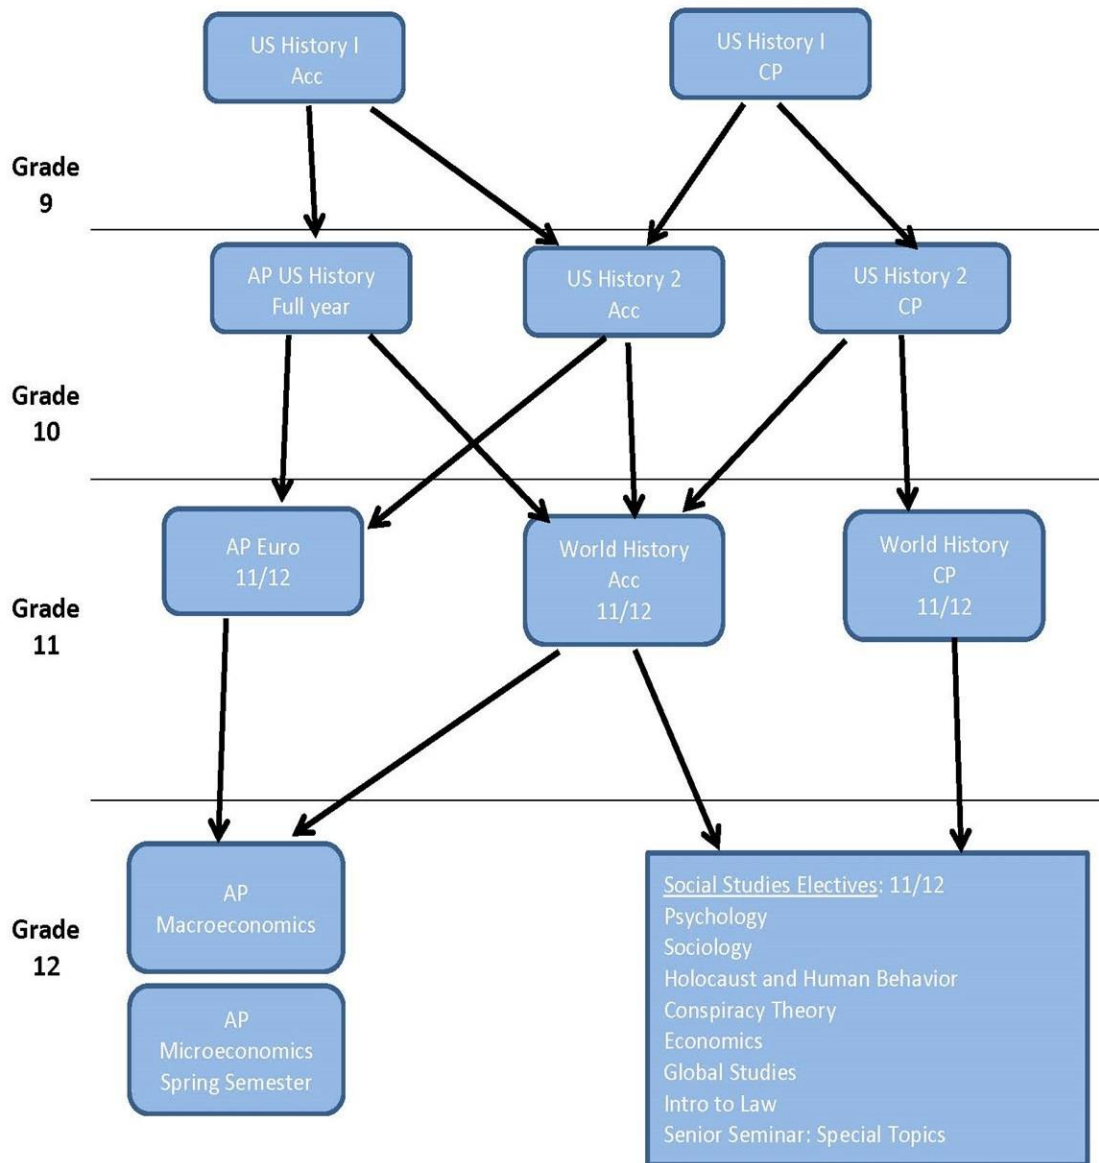 US History I
Acc
US History I
CP
Grade
9
AP US History
Full year
US History 2
Acc
US History 2
CP
Grade
10
AP Euro
11/12
World History
Acc
11/12
World History
CP
11/12
Grade
11
AP
Macroeconomics
Grade
12
AP
Microeconomics
Spring Semester
Social Studies Electives: 11/12
Psychology
Sociology
Holocaust and Human Behavior
Conspiracy Theory
Economics
Global Studies
Intro to Law
Senior Seminar: Special Topics